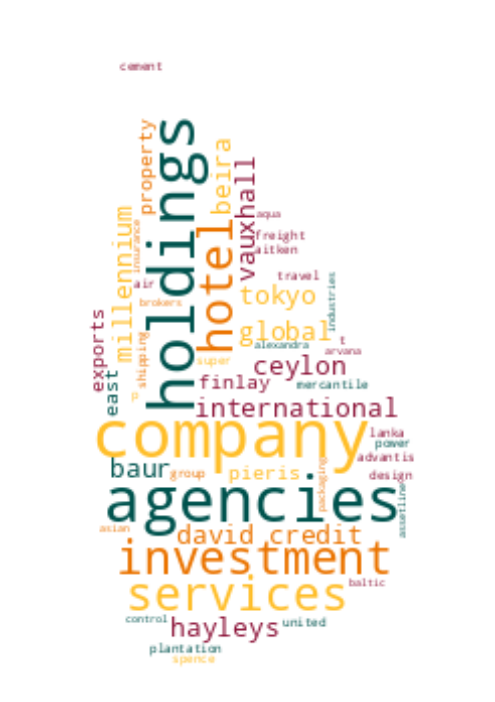 cement
property
holdings
beira
vauxhall
hotel
millennium
insurance
aqua
freight
aitken
air
travel
tokyo
industries
brokers
global
exports
shipping
alexandra
t
arvana
super
ceylon
east
p
finlay
mercantile
international
company
lanka
power
advantis
baur
group
pieris
packaging
design
agencies
assetline
asian
david credit
investment
baltic
services
control
hayleys
united
plantation
spence